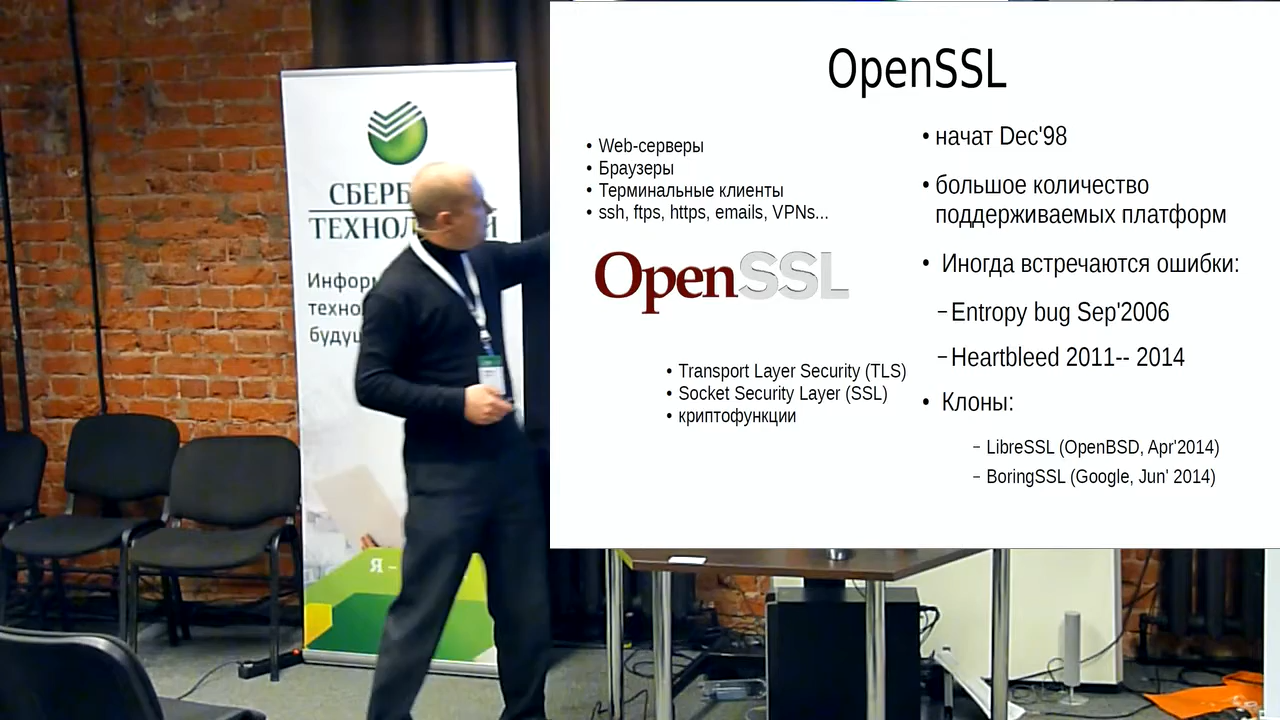 СБЕРБ
ТЕХНОЛ И
Инфор
техно
будущ
Я –
OpenSSL
• Web-серверы
• Браузеры
• Терминальные клиенты
• ssh, ftps, https, emails, VPNs...
OpenSSL
• Transport Layer Security (TLS)
• Socket Security Layer (SSL)
• криптофункции
• начат Dec'98
• большое количество
поддерживаемых платформ
• Иногда встречаются ошибки:
–Entropy bug Sep'2006
–Heartbleed 2011-- 2014
• Клоны:
– LibreSSL (OpenBSD, Apr'2014)
– BoringSSL (Google, Jun' 2014)